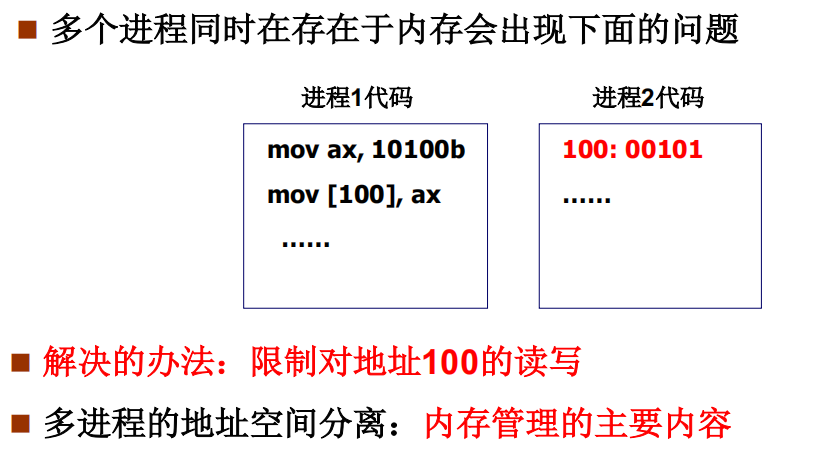 多个进程同时在存在于内存会出现下面的问题
进程1代码 进程2代码
mov ax, 10100b 100: 00101
mov [100], ax ……
……
解决的办法：限制对地址100的读写
多进程的地址空间分离：内存管理的主要内容